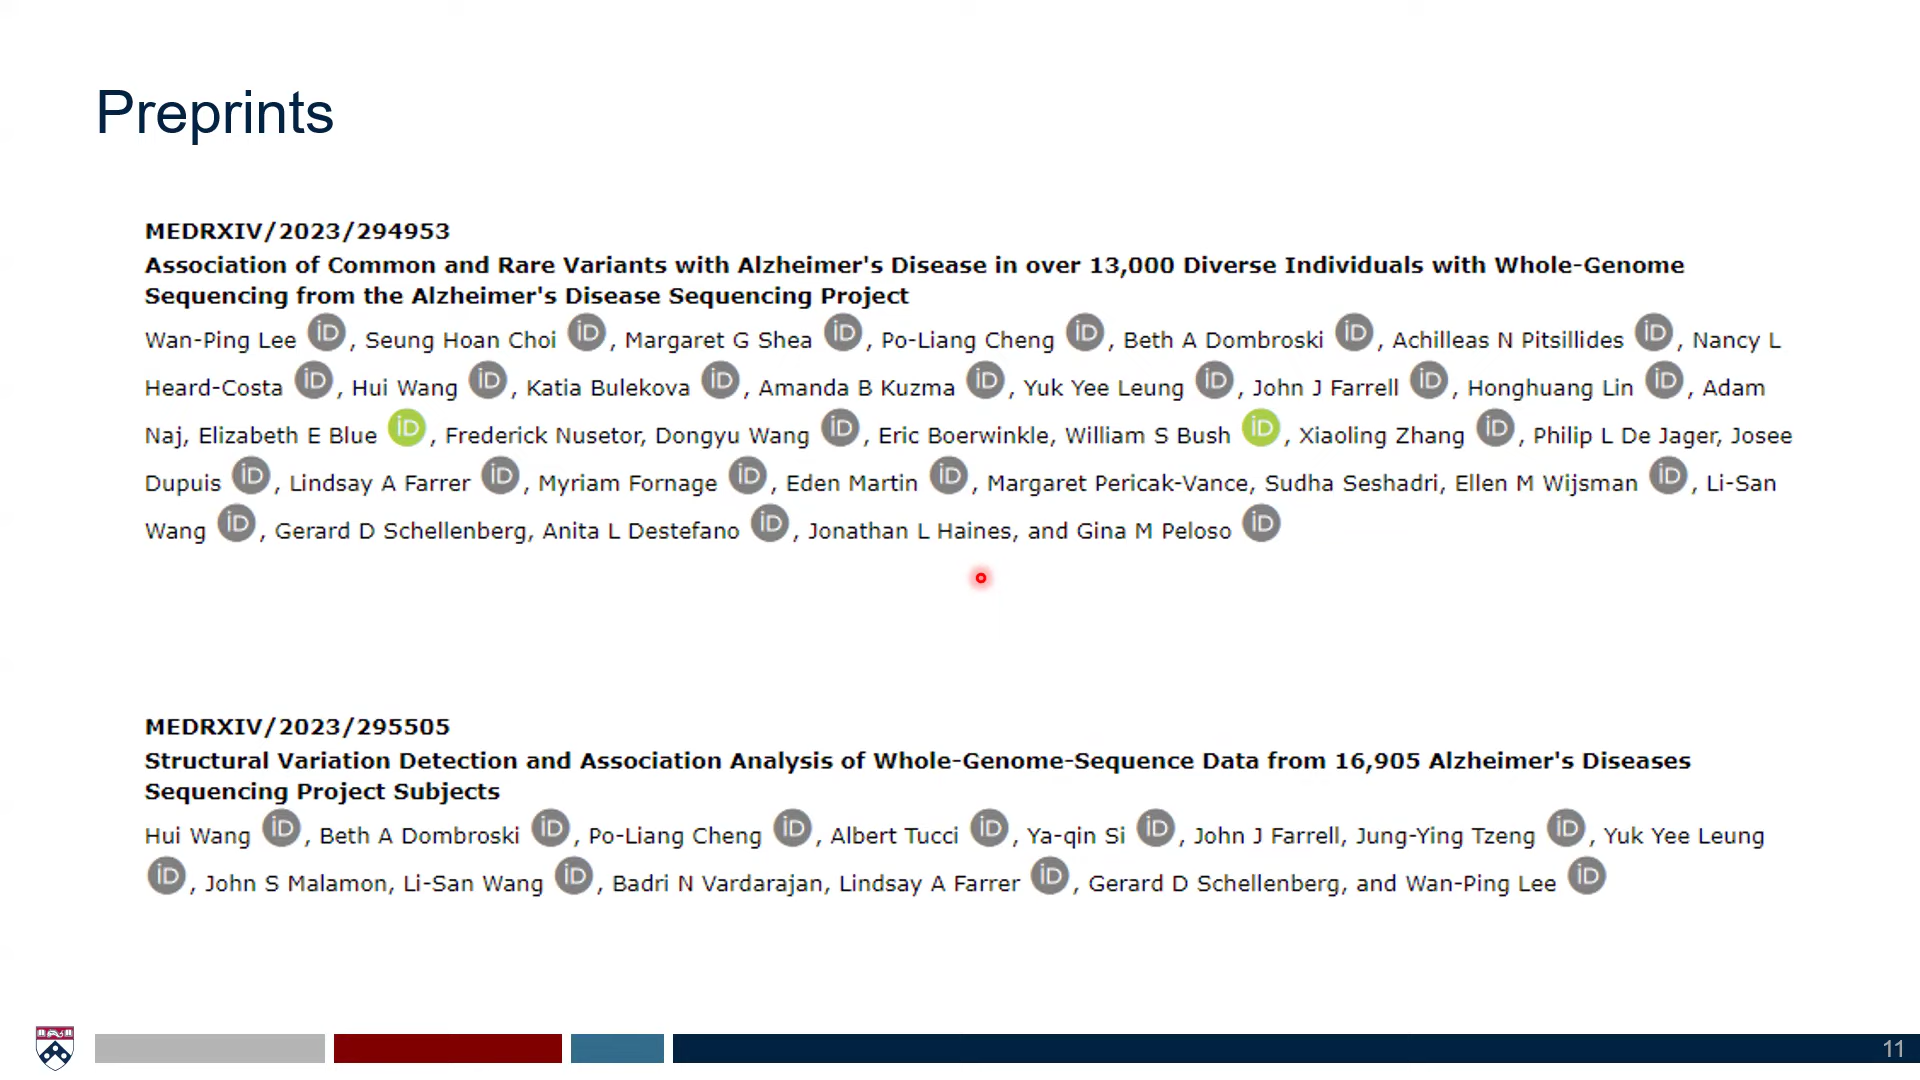 Preprints
MEDRXIV/2023/294953
Association of Common and Rare Variants with Alzheimer's Disease in over 13,000 Diverse Individuals with Whole-Genome
Sequencing from the Alzheimer's Disease Sequencing Project
Wan-Ping Lee iD, Seung Hoan Choi iD, Margaret G Shea iD, Po-Liang Cheng iD, Beth A Dombroski iD, Achilleas N Pitsillides iD, Nancy L
Heard-Costa iD, Hui Wang iD, Katia Bulekova iD, Amanda B Kuzma iD, Yuk Yee Leung iD, John J Farrell iD, Honghuang Lin iD, Adam
Naj, Elizabeth E Blue iD, Frederick Nusetor, Dongyu Wang iD, Eric Boerwinkle, William S Bush iD, Xiaoling Zhang iD, Philip L De Jager, Josee
Dupuis iD, Lindsay A Farrer iD, Myriam Fornage iD, Eden Martin iD, Margaret Pericak-Vance, Sudha Seshadri, Ellen M Wijsman iD, Li-San
Wang iD, Gerard D Schellenberg, Anita L Destefano iD, Jonathan L Haines, and Gina M Peloso iD
MEDRXIV/2023/295505
Structural Variation Detection and Association Analysis of Whole-Genome-Sequence Data from 16,905 Alzheimer's Diseases
Sequencing Project Subjects
Hui Wang iD, Beth A Dombroski iD, Po-Liang Cheng iD, Albert Tucci iD, Ya-qin Si iD, John J Farrell, Jung-Ying Tzeng iD, Yuk Yee Leung
iD, John S Malamon, Li-San Wang iD, Badri N Vardarajan, Lindsay A Farrer iD, Gerard D Schellenberg, and Wan-Ping Lee iD
11